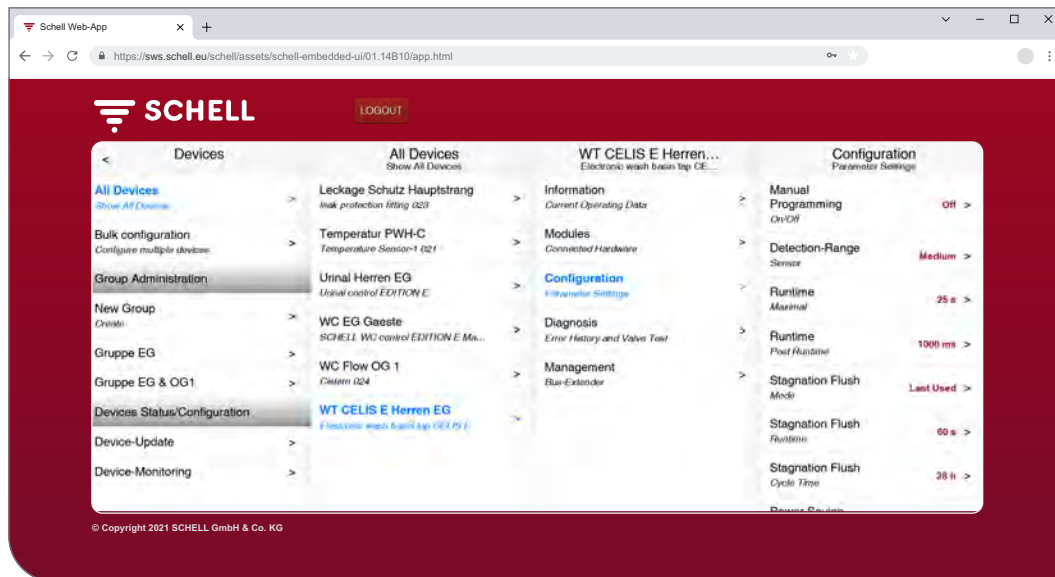 Schell Web-App
https://sws.schell.eu/schell/assets/schell-embedded-ui/01.14B10/app.html
SCHELL
LOGOUT
< Devices
All Devices
Show All Devices
>
Bulk configuration
Configure multiple devices
>
Group Administration
New Group
Create
>
Gruppe EG >
Gruppe EG & OG1 >
Devices Status/Configuration
Device-Update >
Device-Monitoring >
All Devices
Show All Devices
Leckage Schutz Hauptstrang
leak protection fitting 023
>
Temperatur PWH-C
Temperature Sensor-1 021
>
Urinal Herren EG
Urinal control EDITION E
>
WC EG Gaeste
SCHELL WC control EDITION E Ma...
>
WC Flow OG 1
Cistern 024
>
WT CELIS E Herren EG
Electronic wash basin tap CELIS E
>
WT CELIS E Herren...
Electronic wash basin tap CE...
Information
Current Operating Data
>
Modules
Connected Hardware
>
Configuration
Parameter Settings
>
Diagnosis
Error History and Valve Test
>
Management
Bus-Extender
>
Configuration
Parameter Settings
Manual
Programming
On/Off
Off >
Detection-Range
Sensor
Medium >
Runtime
Maximal
25 s >
Runtime
Post Runtime
1000 ms >
Stagnation Flush
Mode
Last Used >
Stagnation Flush
Runtime
60 s >
Stagnation Flush
Cycle Time
28 h >
Power Saving
© Copyright 2021 SCHELL GmbH & Co. KG